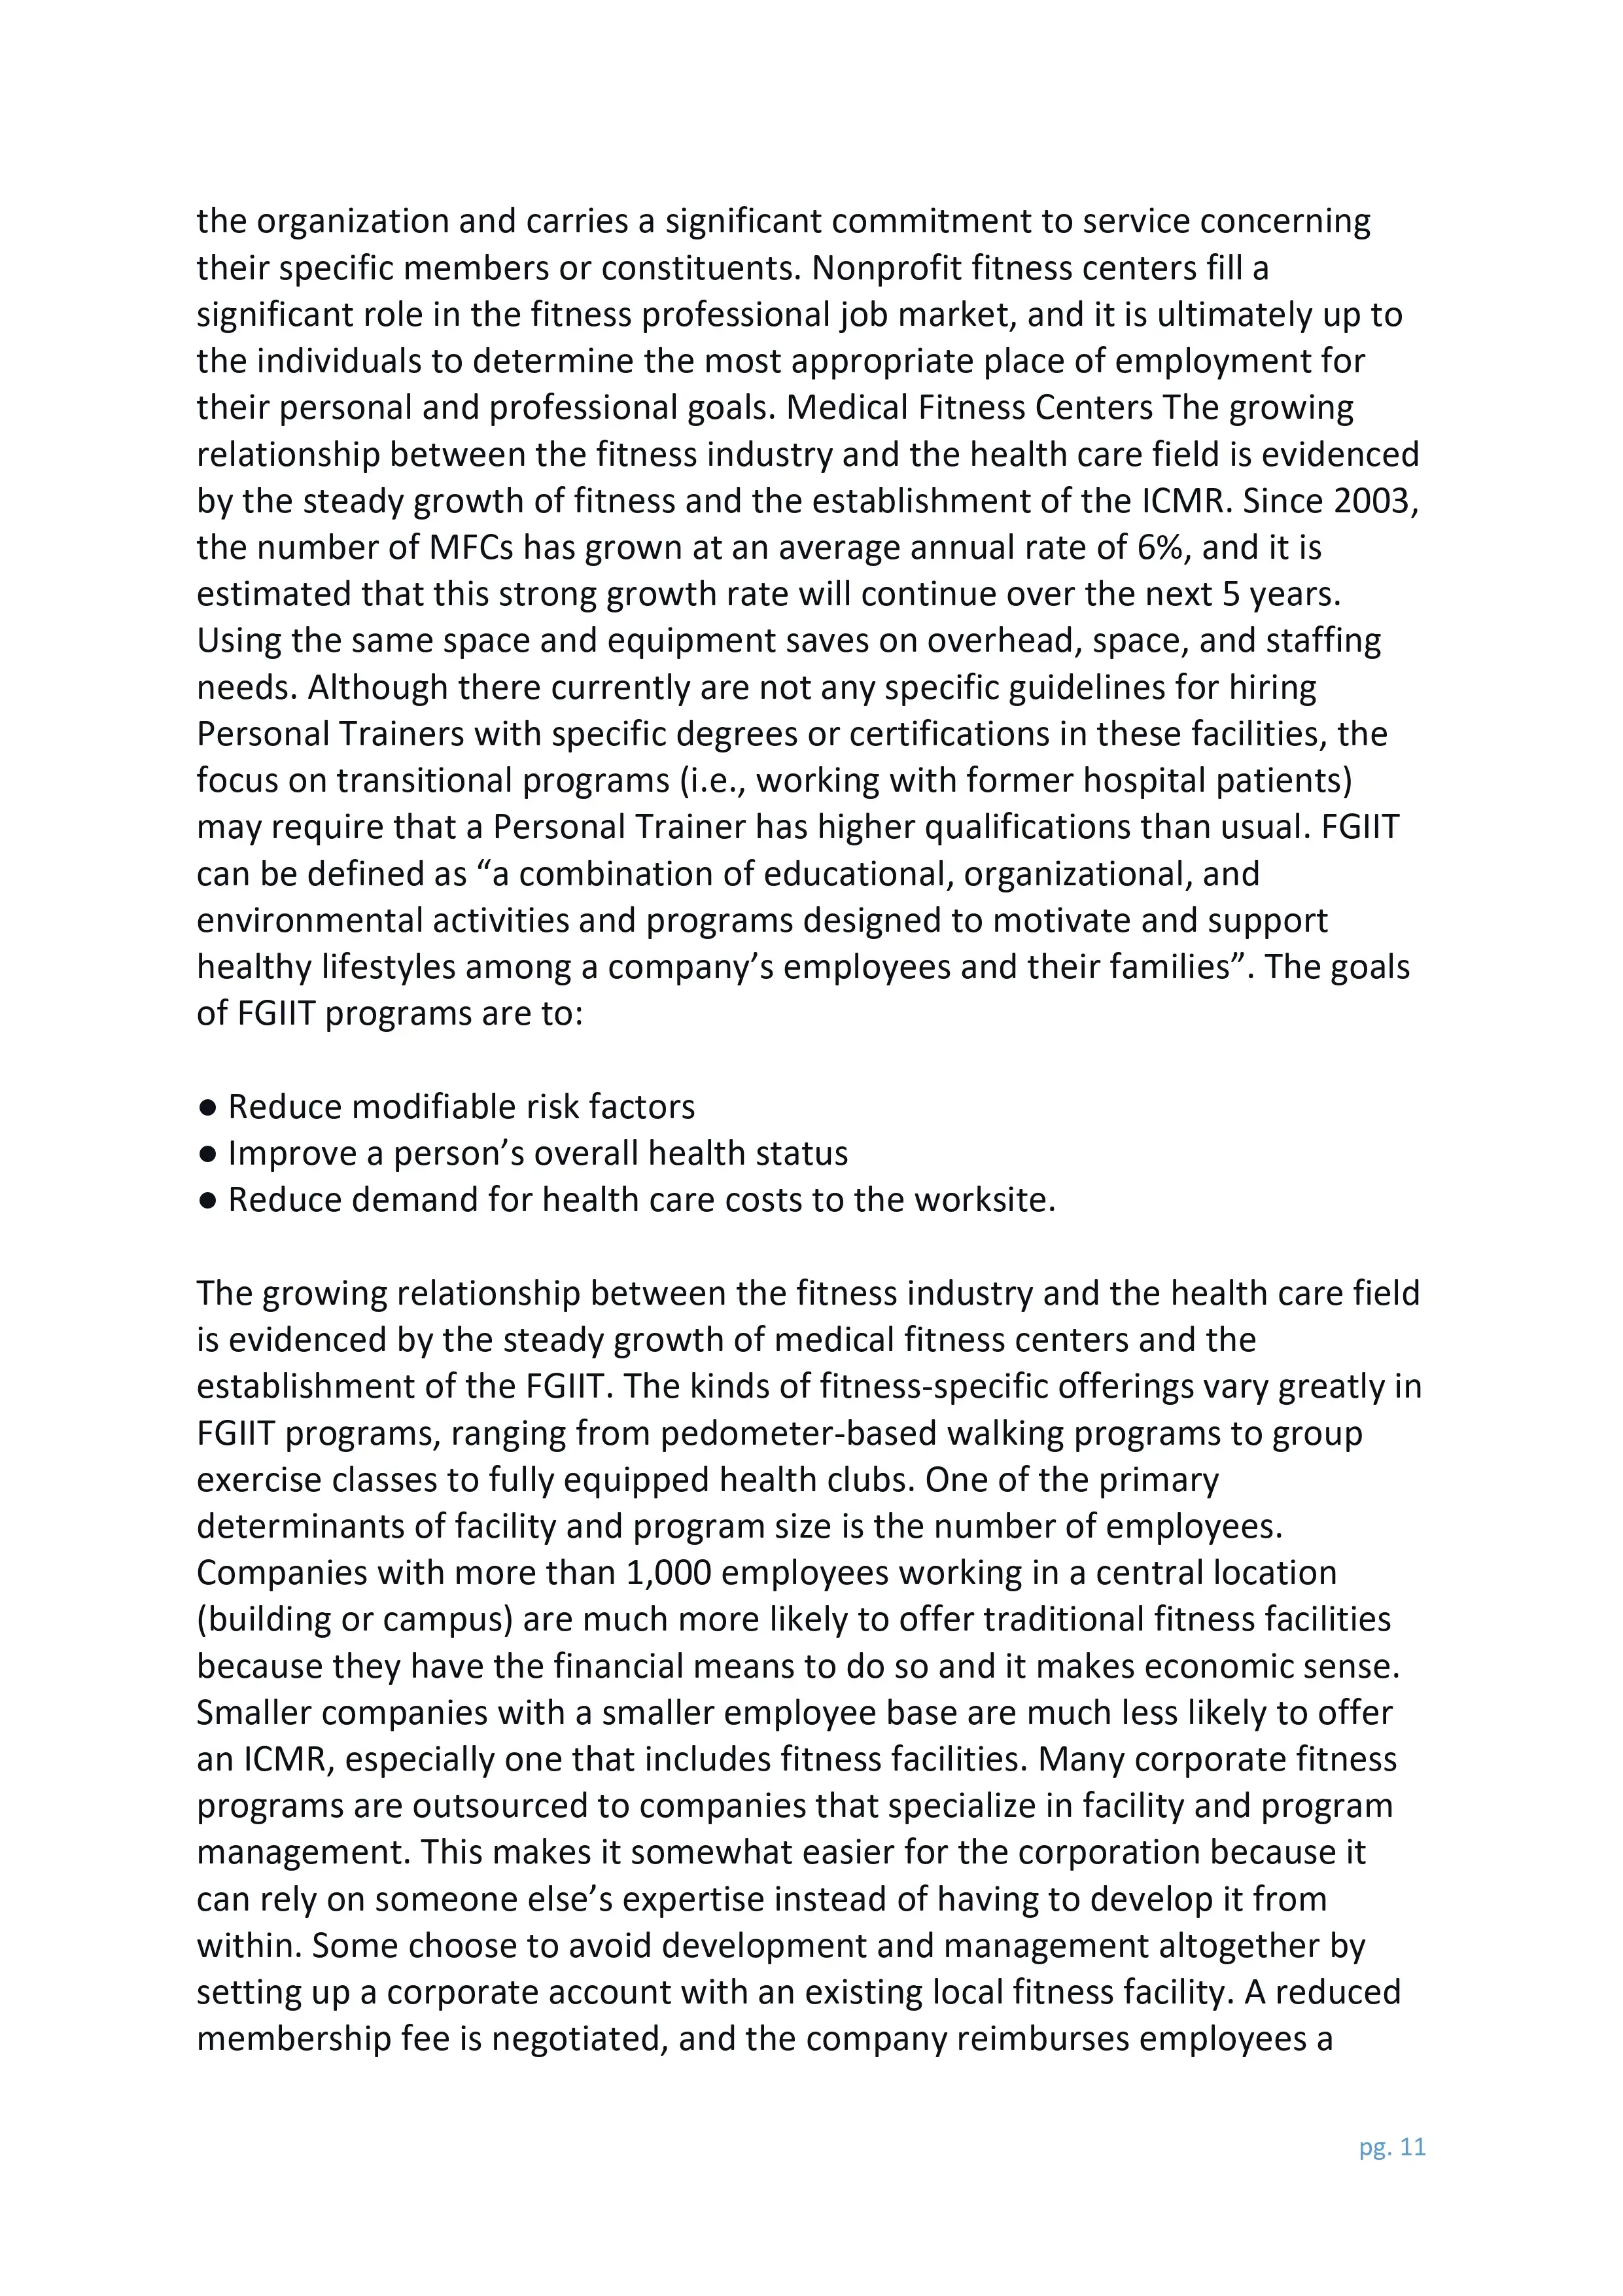 the organization and carries a significant commitment to service concerning
their specific members or constituents. Nonprofit fitness centers fill a
significant role in the fitness professional job market, and it is ultimately up to
the individuals to determine the most appropriate place of employment for
their personal and professional goals. Medical Fitness Centers The growing
relationship between the fitness industry and the health care field is evidenced
by the steady growth of fitness and the establishment of the ICMR. Since 2003,
the number of MFCs has grown at an average annual rate of 6%, and it is
estimated that this strong growth rate will continue over the next 5 years.
Using the same space and equipment saves on overhead, space, and staffing
needs. Although there currently are not any specific guidelines for hiring
Personal Trainers with specific degrees or certifications in these facilities, the
focus on transitional programs (i.e., working with former hospital patients)
may require that a Personal Trainer has higher qualifications than usual. FGIIT
can be defined as “a combination of educational, organizational, and
environmental activities and programs designed to motivate and support
healthy lifestyles among a company’s employees and their families”. The goals
of FGIIT programs are to:
● Reduce modifiable risk factors
● Improve a person’s overall health status
● Reduce demand for health care costs to the worksite.
The growing relationship between the fitness industry and the health care field
is evidenced by the steady growth of medical fitness centers and the
establishment of the FGIIT. The kinds of fitness-specific offerings vary greatly in
FGIIT programs, ranging from pedometer-based walking programs to group
exercise classes to fully equipped health clubs. One of the primary
determinants of facility and program size is the number of employees.
Companies with more than 1,000 employees working in a central location
(building or campus) are much more likely to offer traditional fitness facilities
because they have the financial means to do so and it makes economic sense.
Smaller companies with a smaller employee base are much less likely to offer
an ICMR, especially one that includes fitness facilities. Many corporate fitness
programs are outsourced to companies that specialize in facility and program
management. This makes it somewhat easier for the corporation because it
can rely on someone else’s expertise instead of having to develop it from
within. Some choose to avoid development and management altogether by
setting up a corporate account with an existing local fitness facility. A reduced
membership fee is negotiated, and the company reimburses employees a
pg. 11